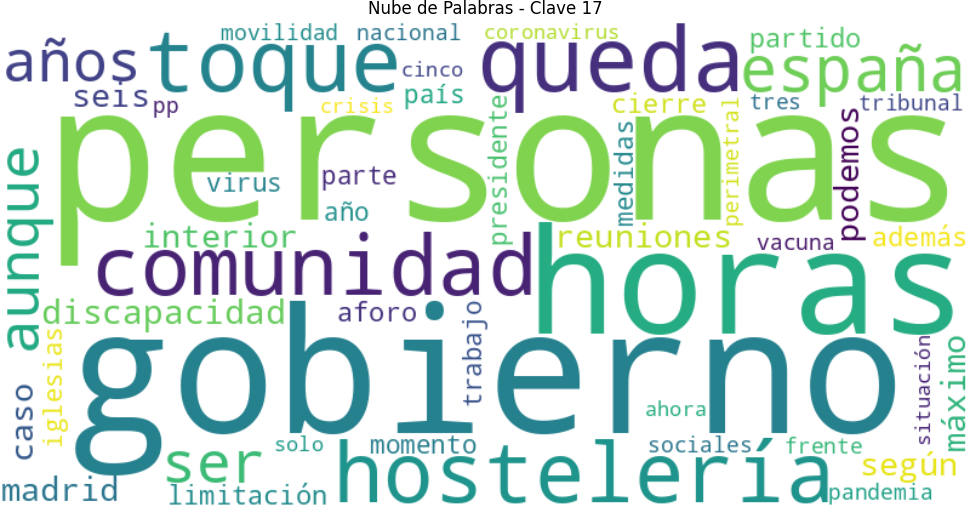 Nube de Palabras - Clave 17
movilidad nacional coronavirus partido
años toque cinco queda españa
seis pp crisis país cierre tres tribunal
personas
presidente medidas perimetral podemos
aunque virus parte
año
interior reuniones vacuna además
comunidad horas
discapacidad aforo trabajo
gobierno
caso iglesias situación máximo
ahora
ser solo momento sociales frente según
hostelería
madrid limitación pandemia